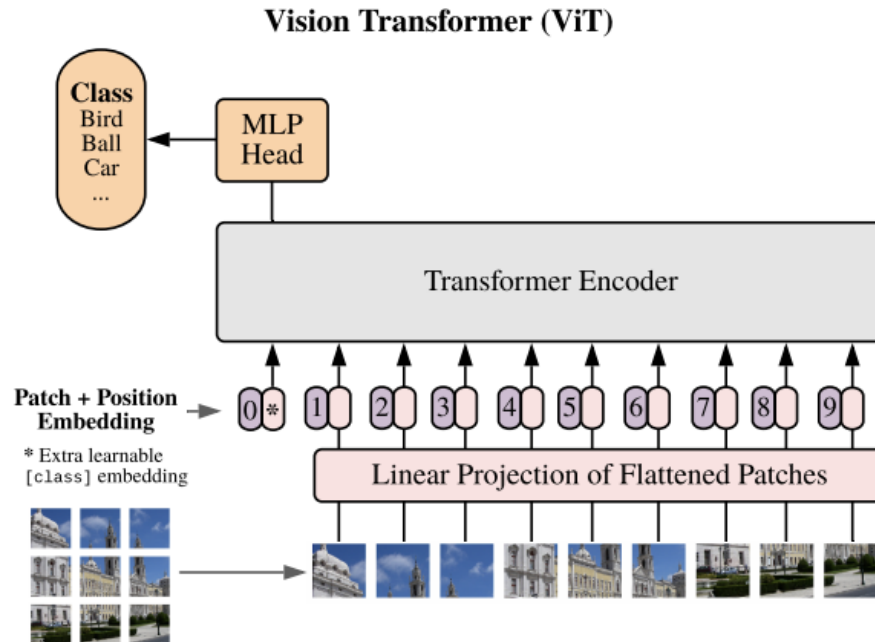 Vision Transformer (ViT)
Class
Bird
Ball
Car
...
MLP
Head
Transformer Encoder
Patch + Position
Embedding
0 * 1 2 3 4 5 6 7 8 9
* Extra learnable
[class] embedding
Linear Projection of Flattened Patches